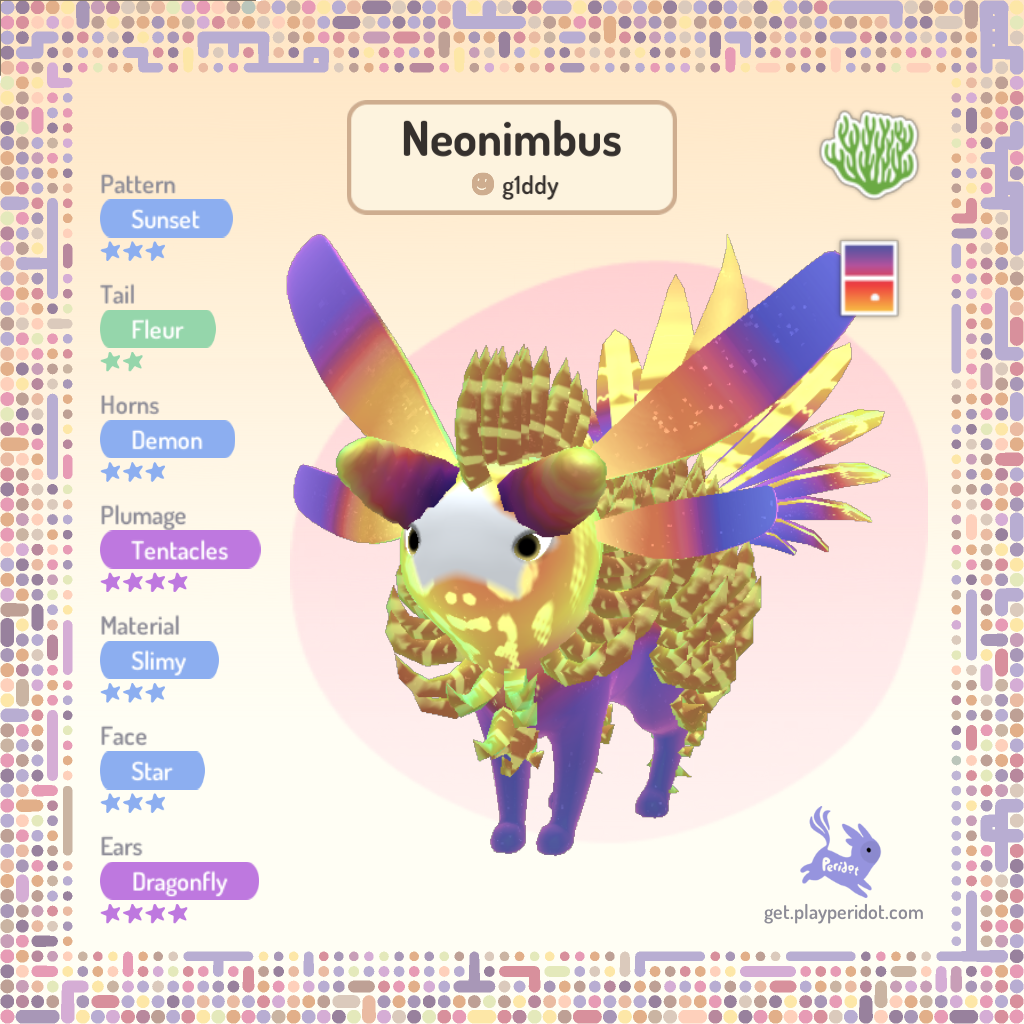 Neonimbus
g1ddy
Pattern
Sunset
Tail
Fleur
Horns
Demon
Plumage
Tentacles
Material
Slimy
Face
Star
Ears
Dragonfly
Peridot
get.playperidot.com